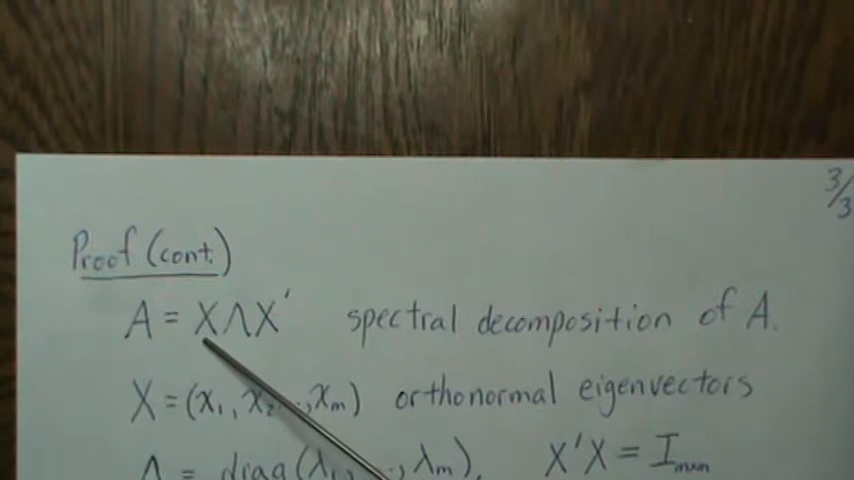 3/3
Proof (cont.)
A = XΛX' spectral decomposition of A.
X = (x₁, x₂..., xₘ) orthonormal eigenvectors
Λ = diag(λ₁, ..., λₘ), X'X = Iₘₓₘ